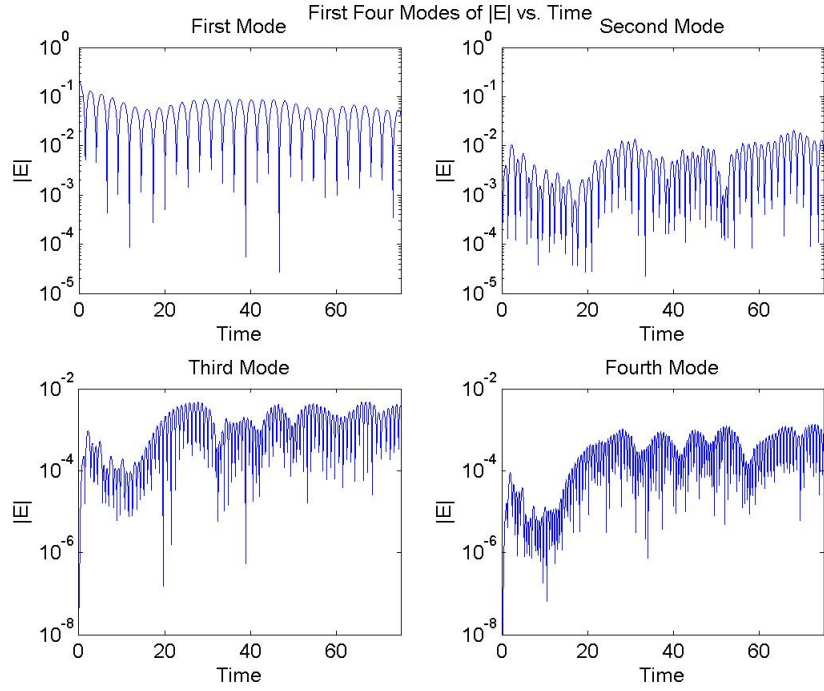 First Four Modes of |E| vs. Time
First Mode
10^0
10^-1
10^-2
10^-3
10^-4
10^-5
|E|
0 20 40 60
Time
Second Mode
10^0
10^-1
10^-2
10^-3
10^-4
10^-5
|E|
0 20 40 60
Time
Third Mode
10^-2
10^-4
10^-6
10^-8
|E|
0 20 40 60
Time
Fourth Mode
10^-2
10^-4
10^-6
10^-8
|E|
0 20 40 60
Time